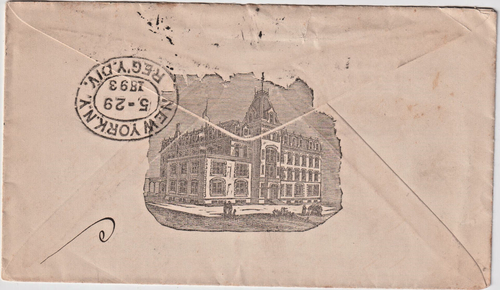 NEW YORK, N.Y.
5-29
1893
REG'Y. DIV.